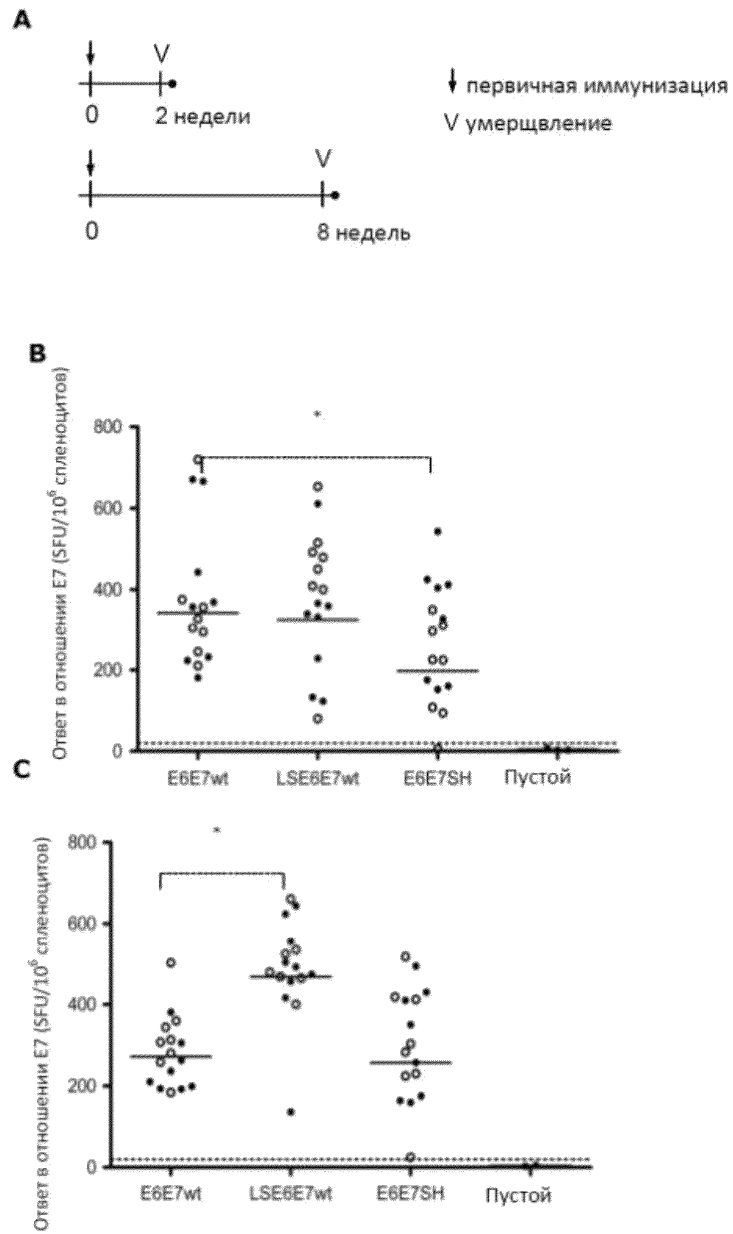 A
V
0
2 недели
↓ первичная иммунизация
V умерщвление
V
0
8 недель
B
Ответ в отношении E7 (SFU/10⁶ спленоцитов)
*
800
600
400
200
0
E6E7wt
LSE6E7wt
E6E7SH
Пустой
C
Ответ в отношении E7 (SFU/10⁶ спленоцитов)
*
800
600
400
200
0
E6E7wt
LSE6E7wt
E6E7SH
Пустой